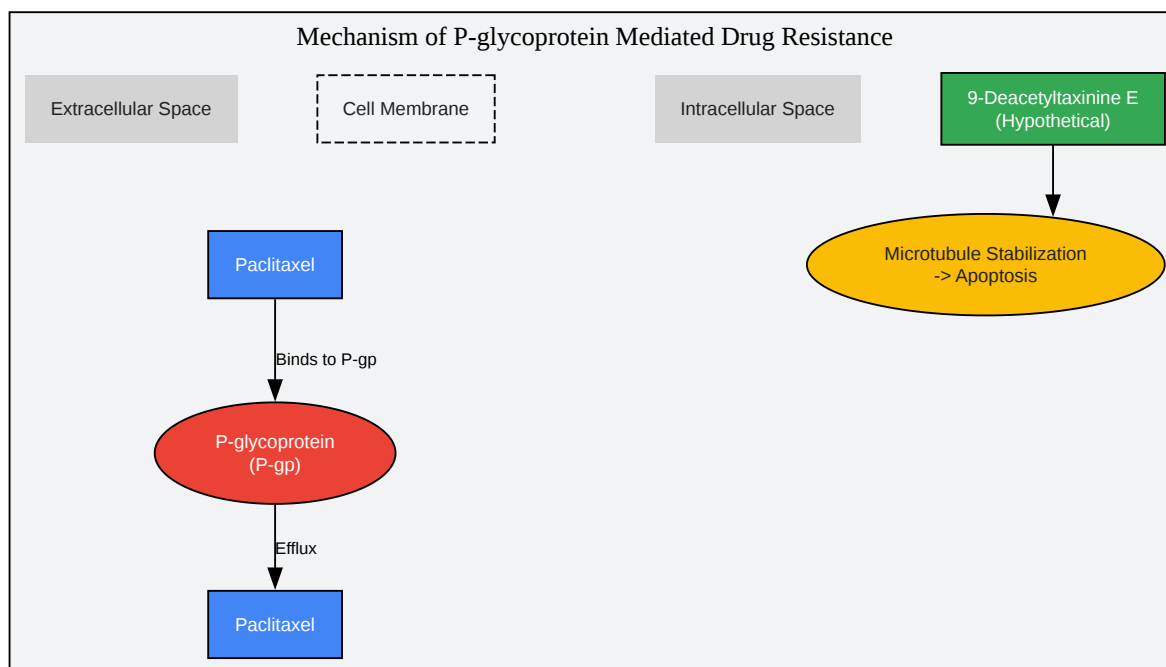 Mechanism of P-glycoprotein Mediated Drug Resistance
Extracellular Space
Cell Membrane
Intracellular Space
9-Deacetyltaxinine E
(Hypothetical)
Paclitaxel
Microtubule Stabilization
-> Apoptosis
Binds to P-gp
P-glycoprotein
(P-gp)
Efflux
Paclitaxel